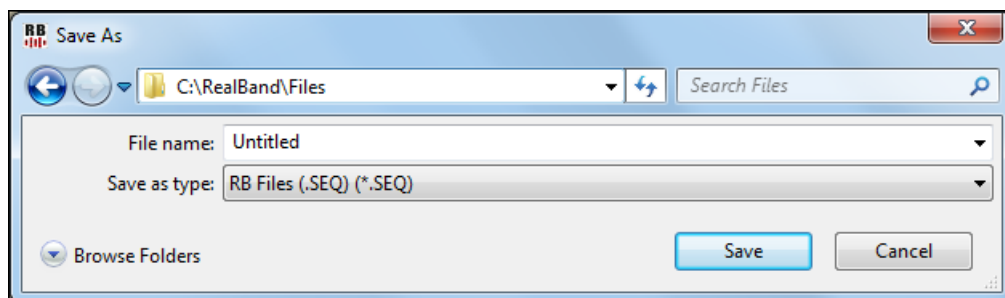 RB Save As
C:\RealBand\Files Search Files
File name: Untitled
Save as type: RB Files (.SEQ) (*.SEQ)
Browse Folders Save Cancel